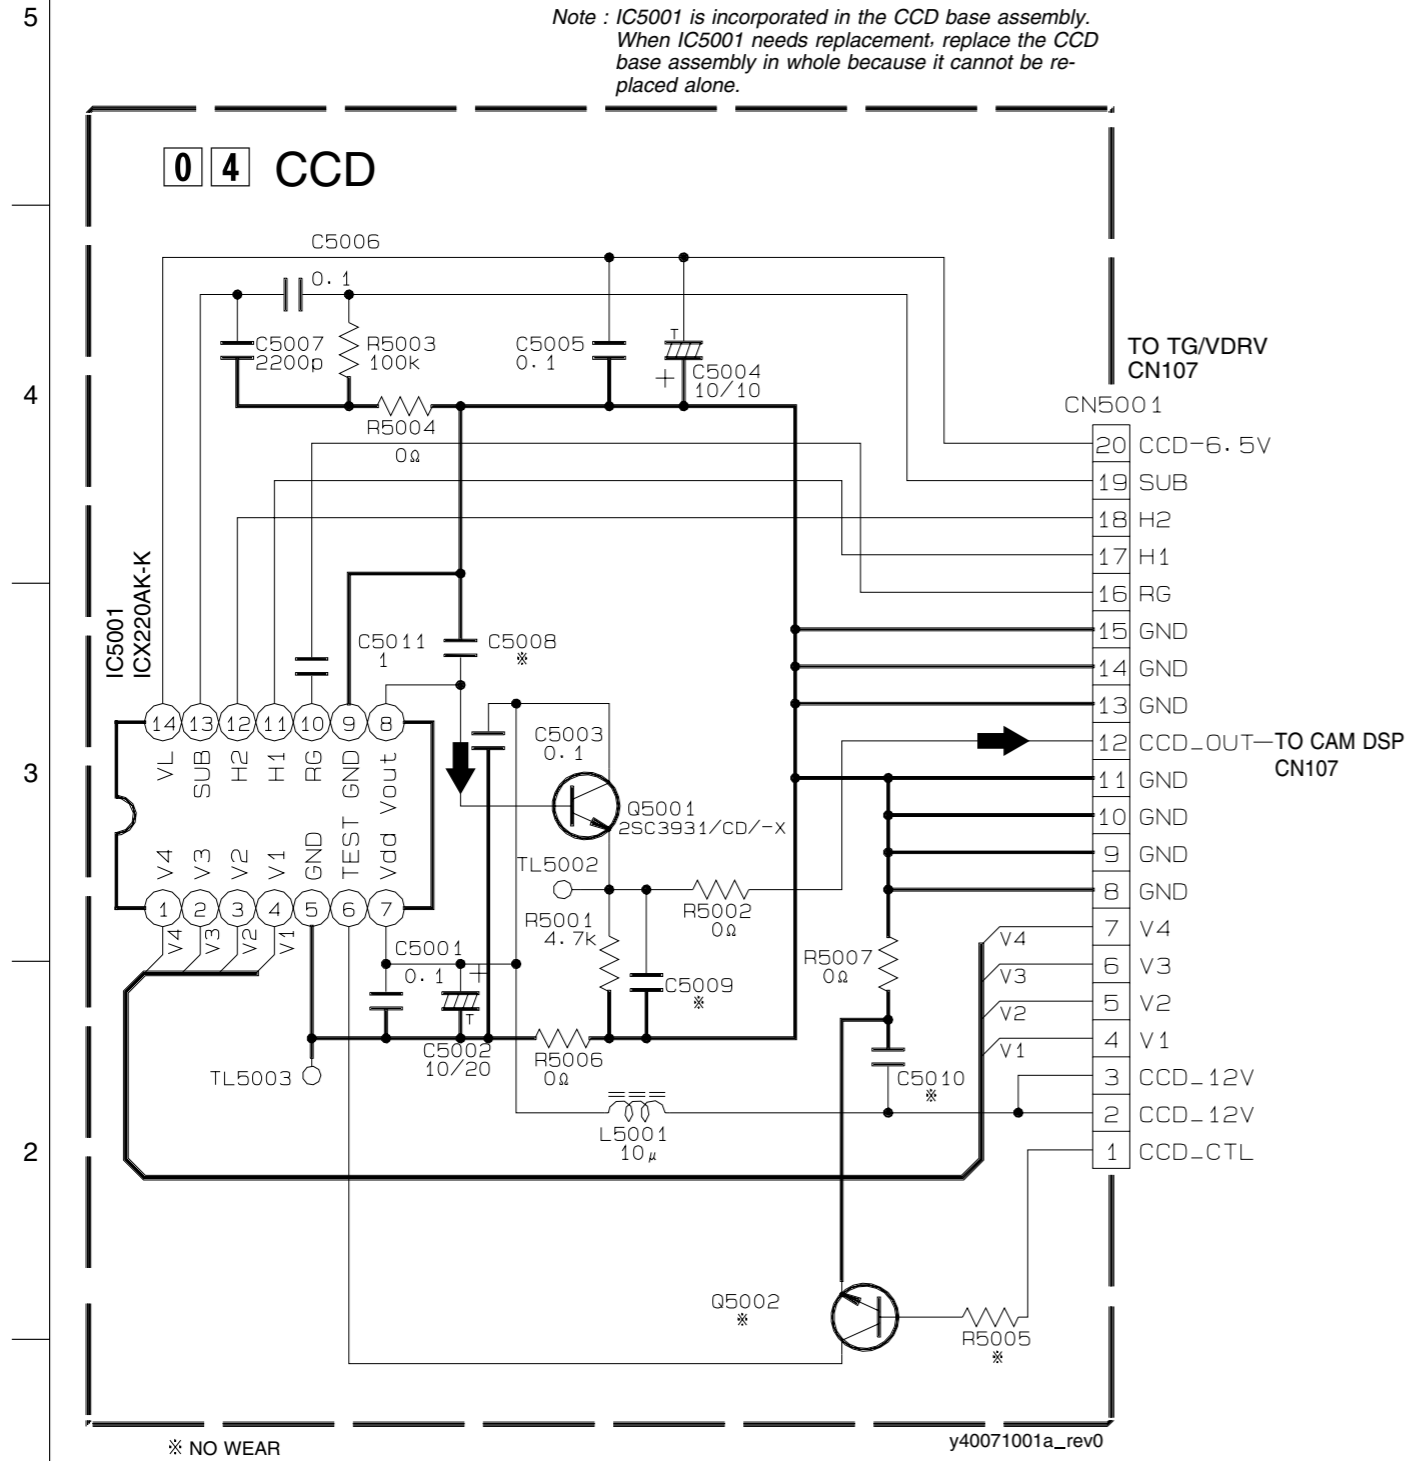 5
Note : IC5001 is incorporated in the CCD base assembly.
When IC5001 needs replacement, replace the CCD
base assembly in whole because it cannot be re-
placed alone.
0 4 CCD
C5006
0.1
C5007
2200p
R5003
100k
C5005
0.1
T
+
C5004
10/10
R5004
0Ω
4
TO TG/VDRV
CN107
CN5001
20 CCD-6.5V
19 SUB
18 H2
17 H1
16 RG
15 GND
14 GND
13 GND
12 CCD_OUT TO CAM DSP
CN107
11 GND
10 GND
9 GND
8 GND
7 V4
6 V3
5 V2
4 V1
3 CCD_12V
2 CCD_12V
1 CCD_CTL
IC5001
ICX220AK-K
C5011
1
C5008
※
14 13 12 11 10 9 8
VL SUB H2 H1 RG GND Vout
3
C5003
0.1
Q5001
2SC3931/CD/-X
V4 V3 V2 V1 GND TEST Vdd
1 2 3 4 5 6 7
V4 V3 V2 V1
TL5002
R5001
4.7k
R5002
0Ω
C5001
0.1
+
T
C5002
10/20
C5009
※
R5007
0Ω
V4
V3
V2
V1
R5006
0Ω
TL5003
C5010
※
L5001
10μ
2
Q5002
※
R5005
※
※ NO WEAR
y40071001a_rev0